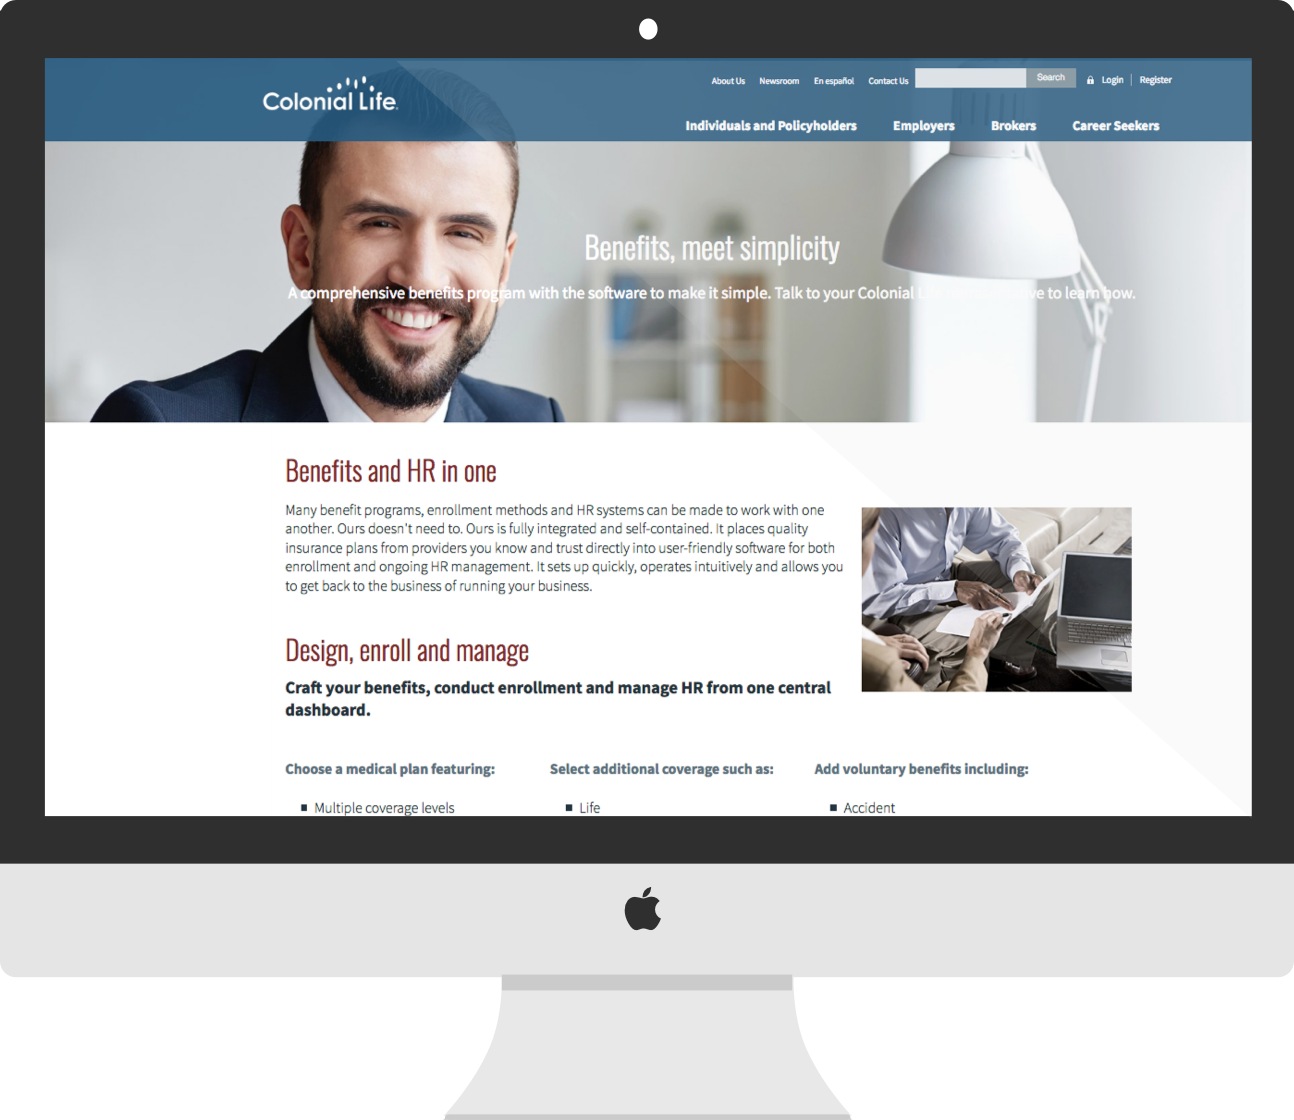 Colonial Life
About Us Newsroom En español Contact Us Search Login Register
Individuals and Policyholders Employers Brokers Career Seekers
Benefits, meet simplicity
A comprehensive benefits program with the software to make it simple. Talk to your Colonial to learn how.
Benefits and HR in one
Many benefit programs, enrollment methods and HR systems can be made to work with one
another. Ours doesn't need to. Ours is fully integrated and self-contained. It places quality
insurance plans from providers you know and trust directly into user-friendly software for both
enrollment and ongoing HR management. It sets up quickly, operates intuitively and allows you
to get back to the business of running your business.
Design, enroll and manage
Craft your benefits, conduct enrollment and manage HR from one central
dashboard.
Choose a medical plan featuring:
Multiple coverage levels
Select additional coverage such as:
Life
Add voluntary benefits including:
Accident